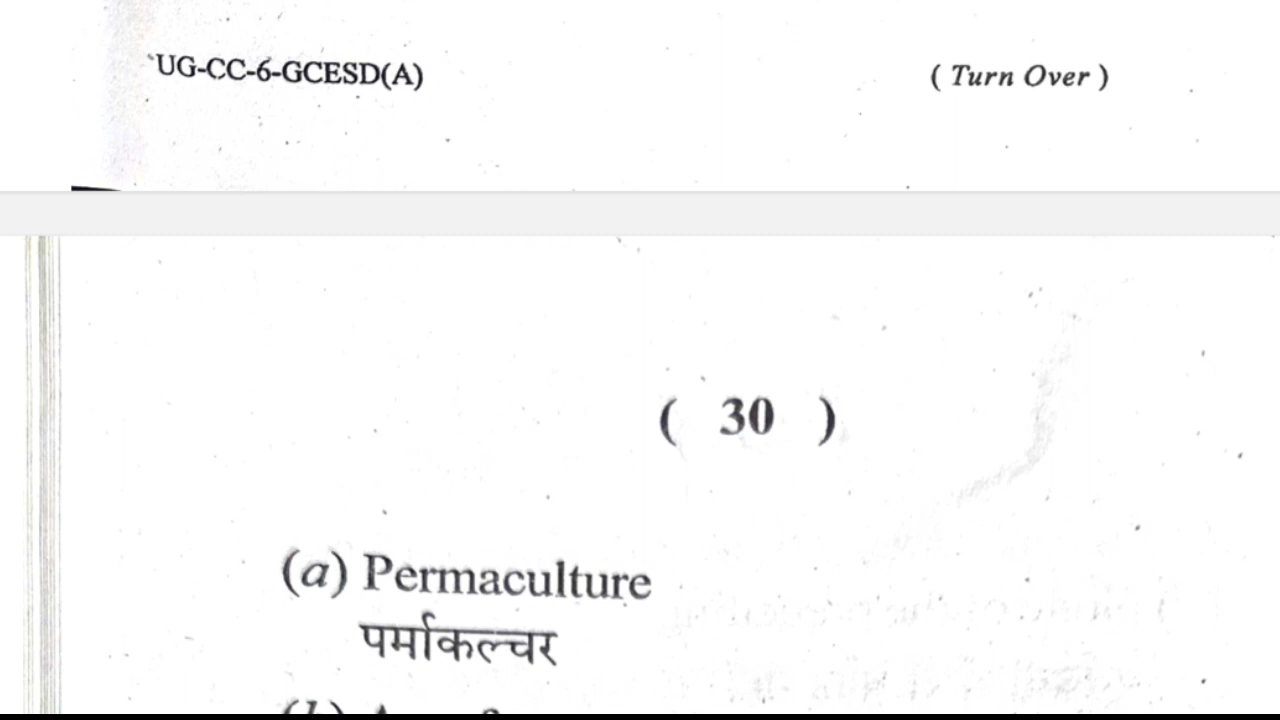 UG-CC-6-GCESD(A)
( Turn Over )
( 30 )
(a) Permaculture
पर्माकल्चर